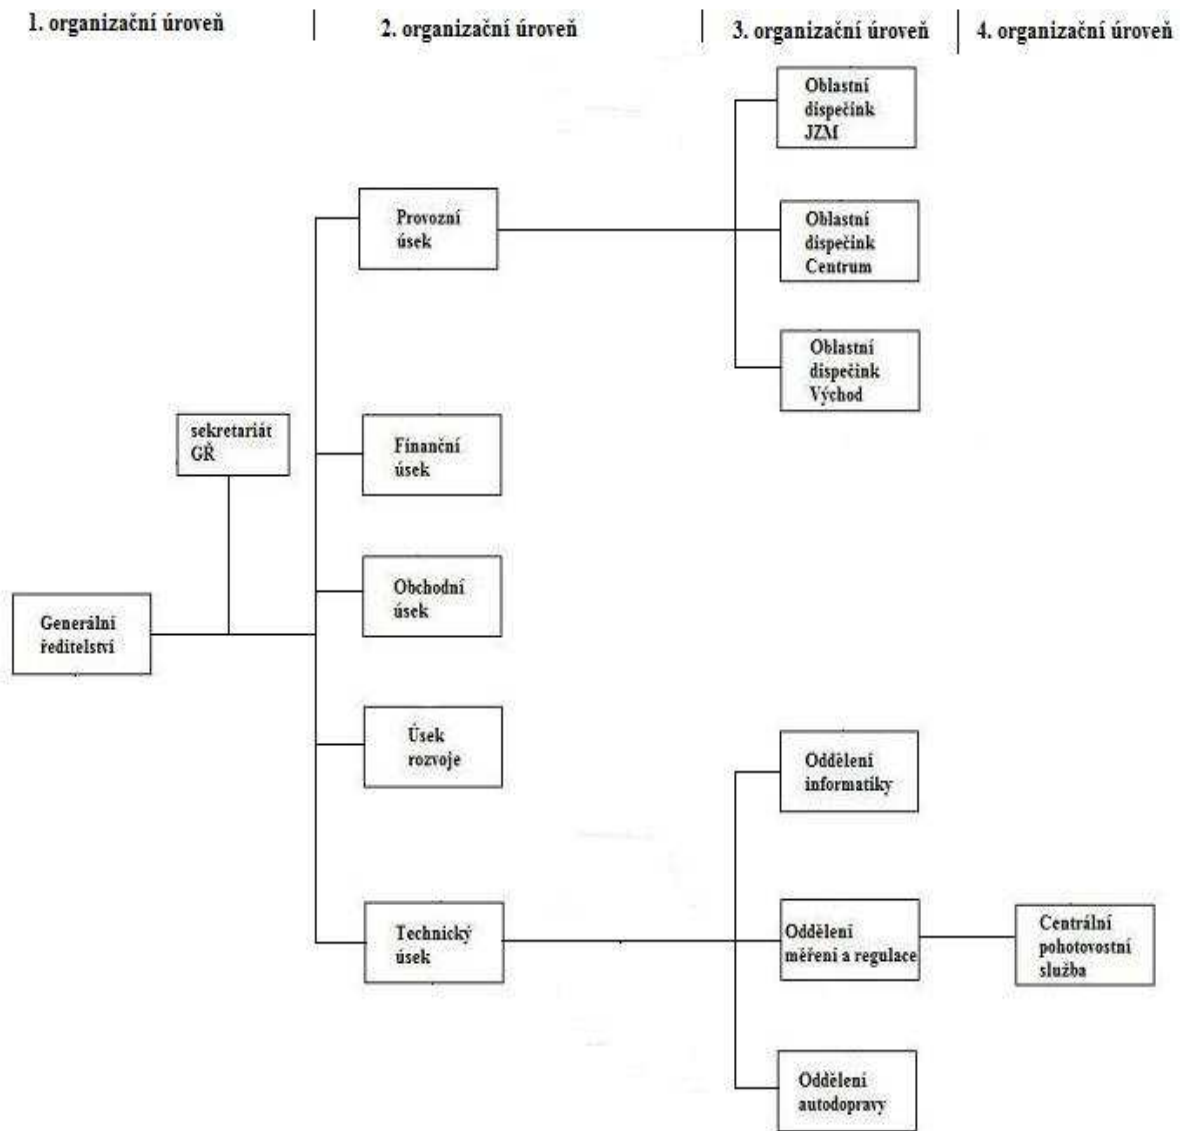 1. organizační úroveň
2. organizační úroveň
3. organizační úroveň
4. organizační úroveň
Oblastní
dispečink
JZM
Provozní
úsek
Oblastní
dispečink
Centrum
Oblastní
dispečink
Východ
sekretariát
GŘ
Finanční
úsek
Obchodní
úsek
Generální
ředitelství
Úsek
rozvoje
Oddělení
informatiky
Technický
úsek
Oddělení
měření a regulace
Centrální
pohotovostní
služba
Oddělení
autodopravy